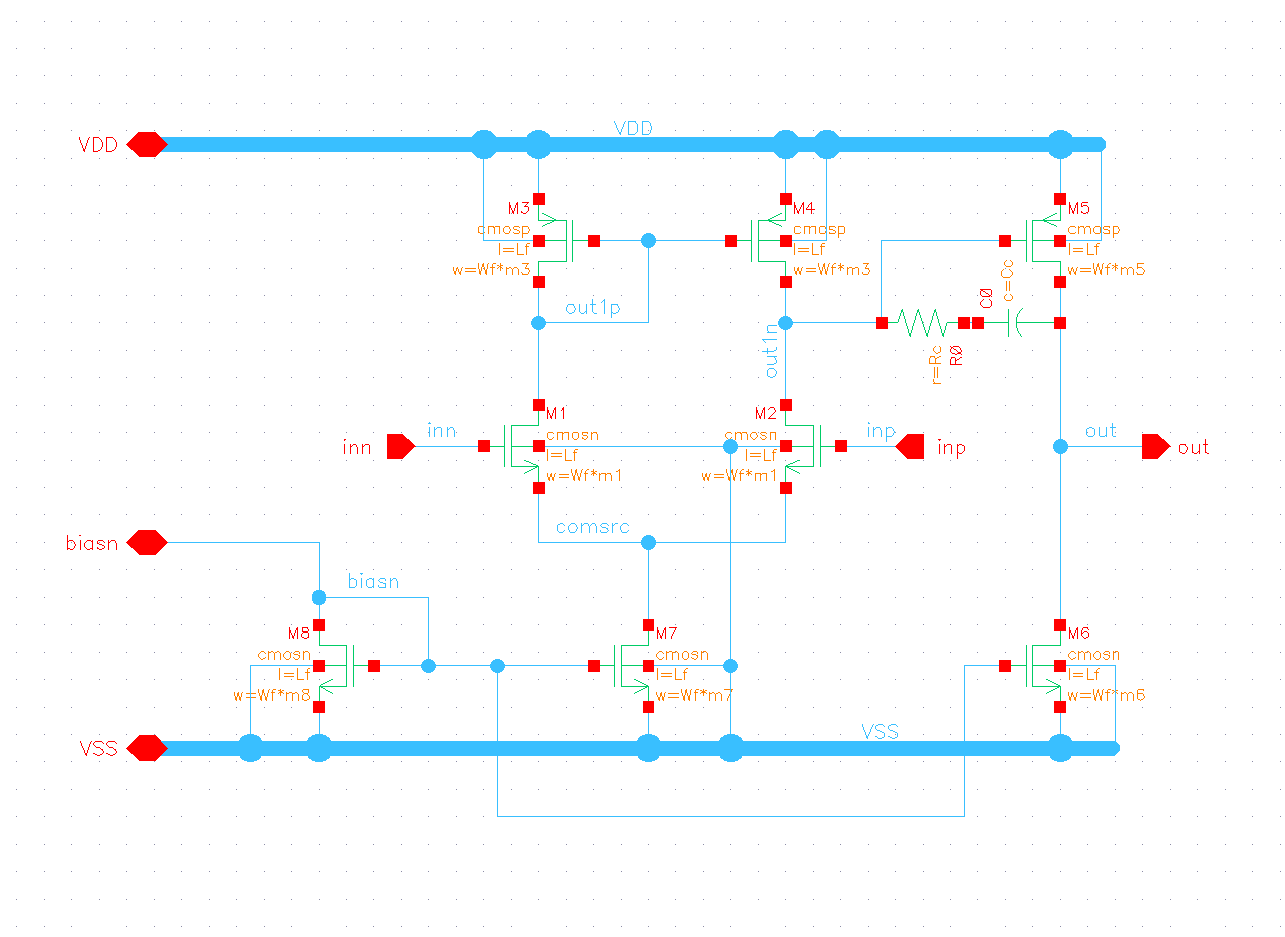 VDD
VDD
M3
cmosp
l=Lf
w=Wf*m3
M4
cmosp
l=Lf
w=Wf*m3
M5
cmosp
l=Lf
w=Wf*m5
out1p
out1n
r=Rc
R0
C0
c=Cc
inn
inn
M1
cmosn
l=Lf
w=Wf*m1
M2
cmosn
l=Lf
w=Wf*m1
inp
inp
out
out
comsrc
biasn
biasn
M8
cmosn
l=Lf
w=Wf*m8
M7
cmosn
l=Lf
w=Wf*m7
M6
cmosn
l=Lf
w=Wf*m6
VSS
VSS